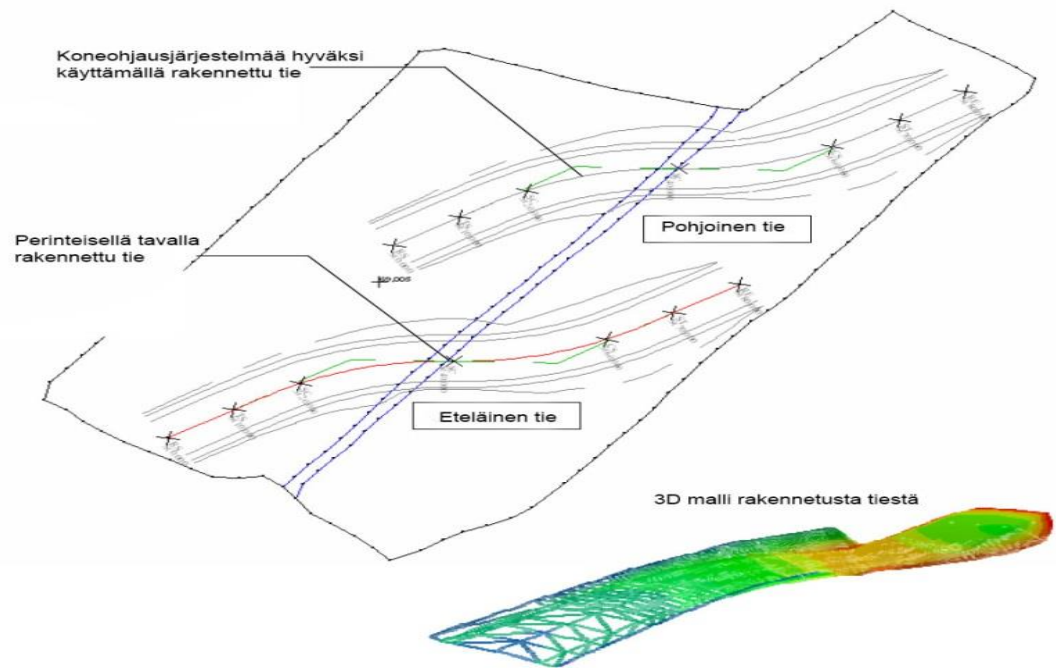 Koneohjausjärjestelmää hyväksi
käyttämällä rakennettu tie
Pohjoinen tie
Perinteisellä tavalla
rakennettu tie
Eteläinen tie
3D malli rakennetusta tiestä